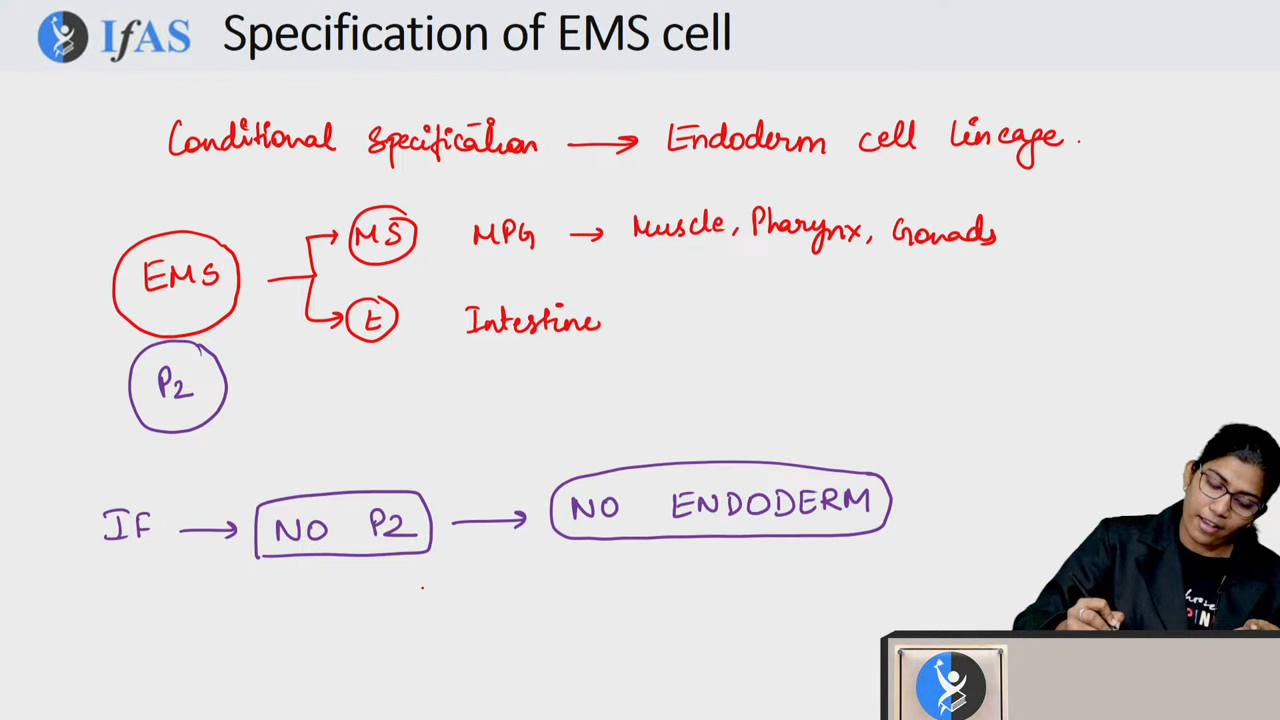 IfAS Specification of EMS cell
Conditional Specification → Endoderm cell lineage.
EMS
MS MPG → Muscle, Pharynx, Gonads
E Intestine
P2
IF → NO P2 → NO ENDODERM